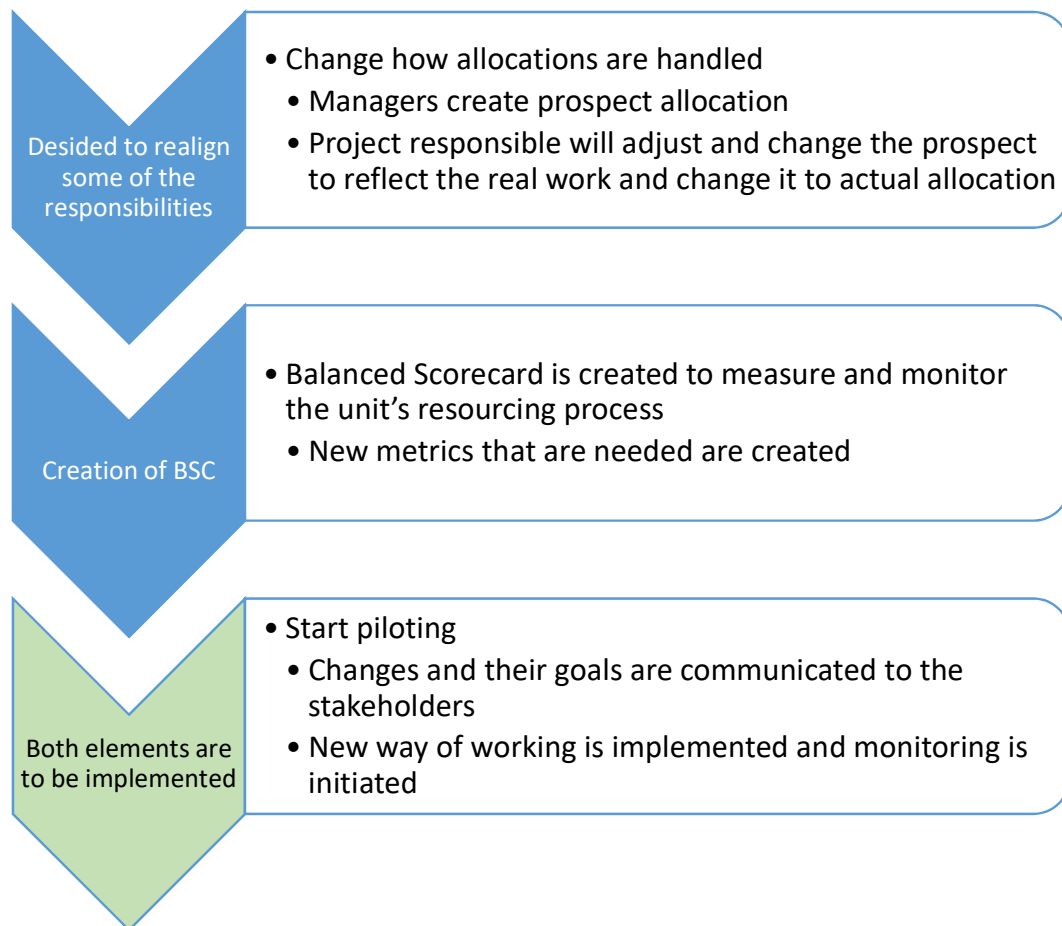 Desided to realign
some of the
responsibilities
• Change how allocations are handled
• Managers create prospect allocation
• Project responsible will adjust and change the prospect
to reflect the real work and change it to actual allocation
Creation of BSC
• Balanced Scorecard is created to measure and monitor
the unit’s resourcing process
• New metrics that are needed are created
Both elements are
to be implemented
• Start piloting
• Changes and their goals are communicated to the
stakeholders
• New way of working is implemented and monitoring is
initiated